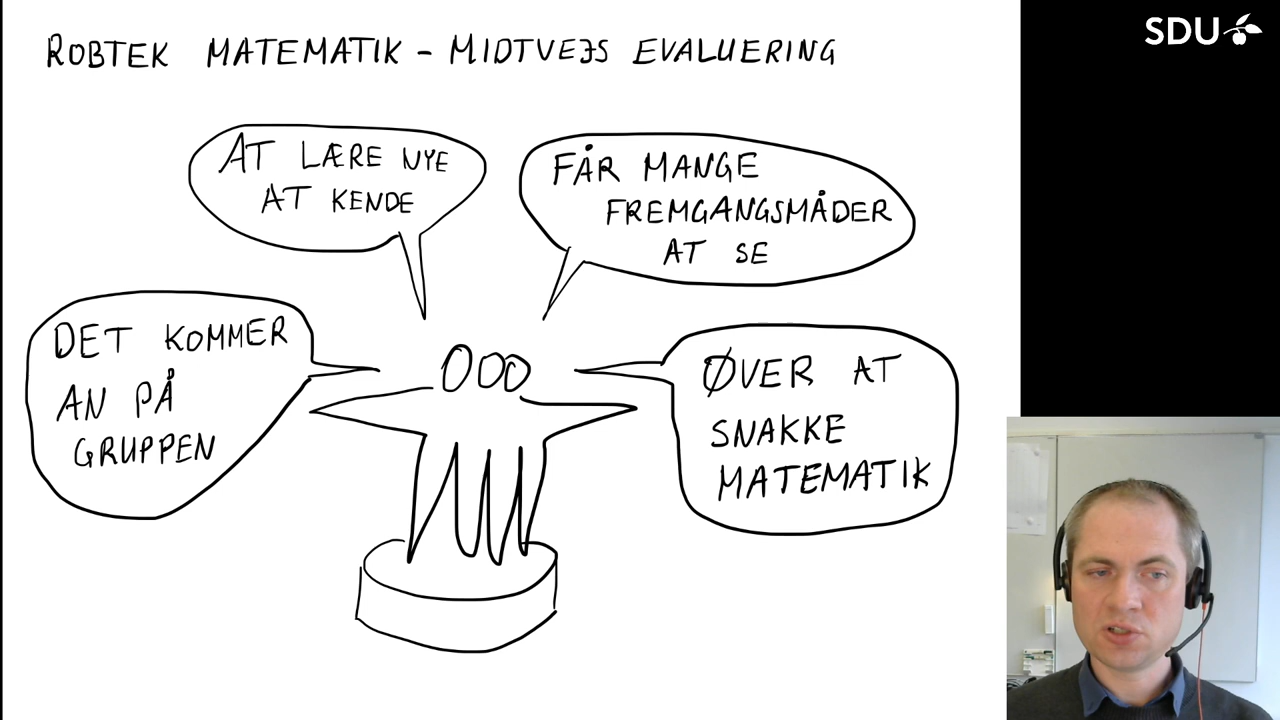 ROBTEK MATEMATIK - MIDTVEJS EVALUERING
SDU
AT LÆRE NYE
AT KENDE
FÅR MANGE
FREMGANGSMÅDER
AT SE
DET KOMMER
AN PÅ
GRUPPEN
ØVER AT
SNAKKE
MATEMATIK